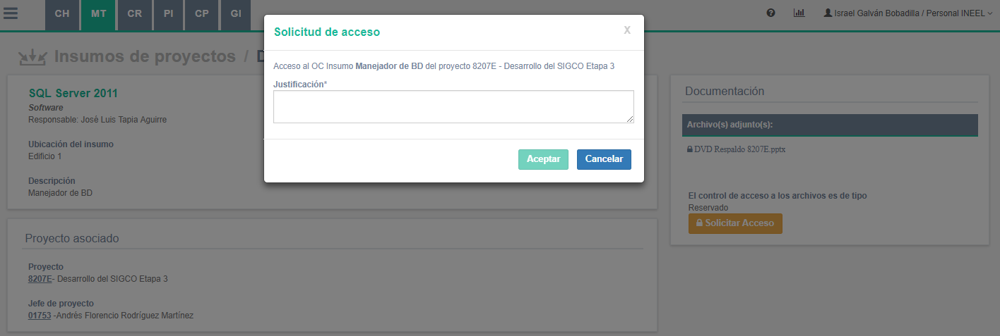 CH MT CR PI CP GI
Israel Galván Bobadilla / Personal INEEL
Insumos de proyectos / D
Solicitud de acceso
X
Acceso al OC Insumo Manejador de BD del proyecto 8207E - Desarrollo del SIGCO Etapa 3
Justificación*
Aceptar Cancelar
SQL Server 2011
Software
Responsable: José Luis Tapia Aguirre
Ubicación del insumo
Edificio 1
Descripción
Manejador de BD
Proyecto asociado
Proyecto
8207E- Desarrollo del SIGCO Etapa 3
Jefe de proyecto
01753 -Andrés Florencio Rodríguez Martínez
Documentación
Archivo(s) adjunto(s):
DVD Respaldo 8207E.pptx
El control de acceso a los archivos es de tipo
Reservado
Solicitar Acceso